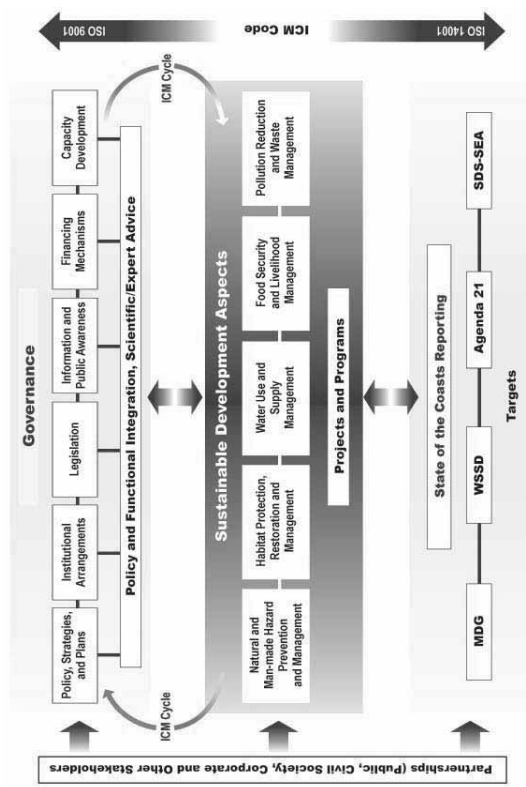 Partnerships (Public, Civil Society, Corporate and Other Stakeholders
Governance
Policy, Strategies,
and Plans
Institutional
Arrangements
Legislation
Information and
Public Awareness
Financing
Mechanisms
Capacity
Development
Policy and Functional Integration, Scientific/Expert Advice
ICM Cycle
ICM Cycle
Sustainable Development Aspects
Natural and
Man-made Hazard
Prevention
and Management
Habitat Protection,
Restoration and
Management
Water Use and
Supply
Management
Food Security
and Livelihood
Management
Pollution Reduction
and Waste
Management
Projects and Programs
State of the Coasts Reporting
MDG
WSSD
Agenda 21
SDS-SEA
Targets
ISO 9001
ICM Code
ISO 14001